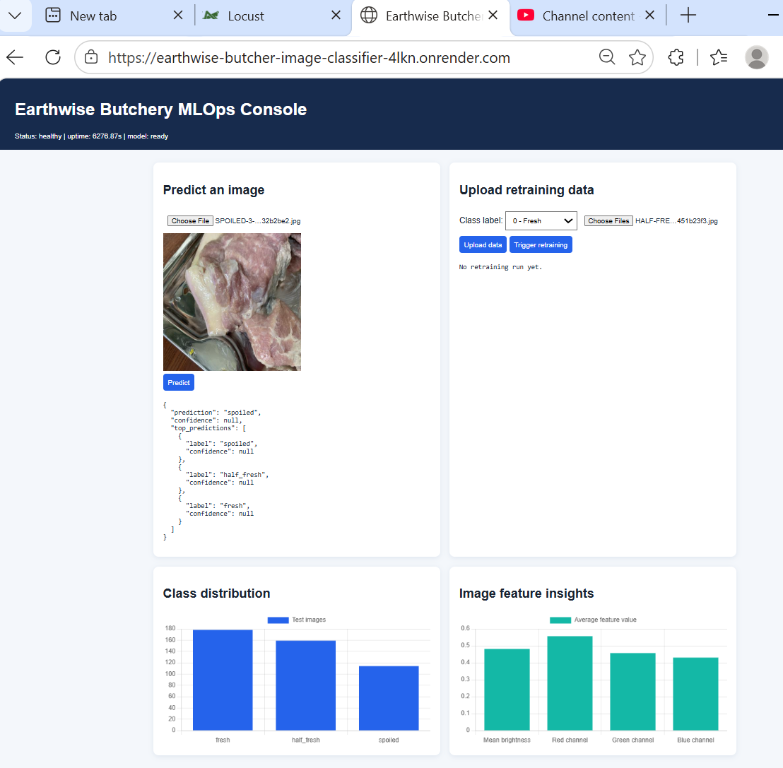 New tab
Locust
Earthwise Butche
Channel content
https://earthwise-butcher-image-classifier-4lkn.onrender.com
Earthwise Butchery MLOps Console
Status: healthy | uptime: 6276.87s | model: ready
Predict an image
Choose File SPOILED-3-...32b2be2.jpg
Predict
{
"prediction": "spoiled",
"confidence": null,
"top_predictions": [
{
"label": "spoiled",
"confidence": null
},
{
"label": "half_fresh",
"confidence": null
},
{
"label": "fresh",
"confidence": null
}
]
}
Upload retraining data
Class label: 0 - Fresh Choose Files HALF-FRE...451b23f3.jpg
Upload data Trigger retraining
No retraining run yet.
Class distribution
Test images
180
160
140
120
100
80
60
40
20
0
fresh half_fresh spoiled
Image feature insights
Average feature value
0.6
0.5
0.4
0.3
0.2
0.1
0
Mean brightness Red channel Green channel Blue channel